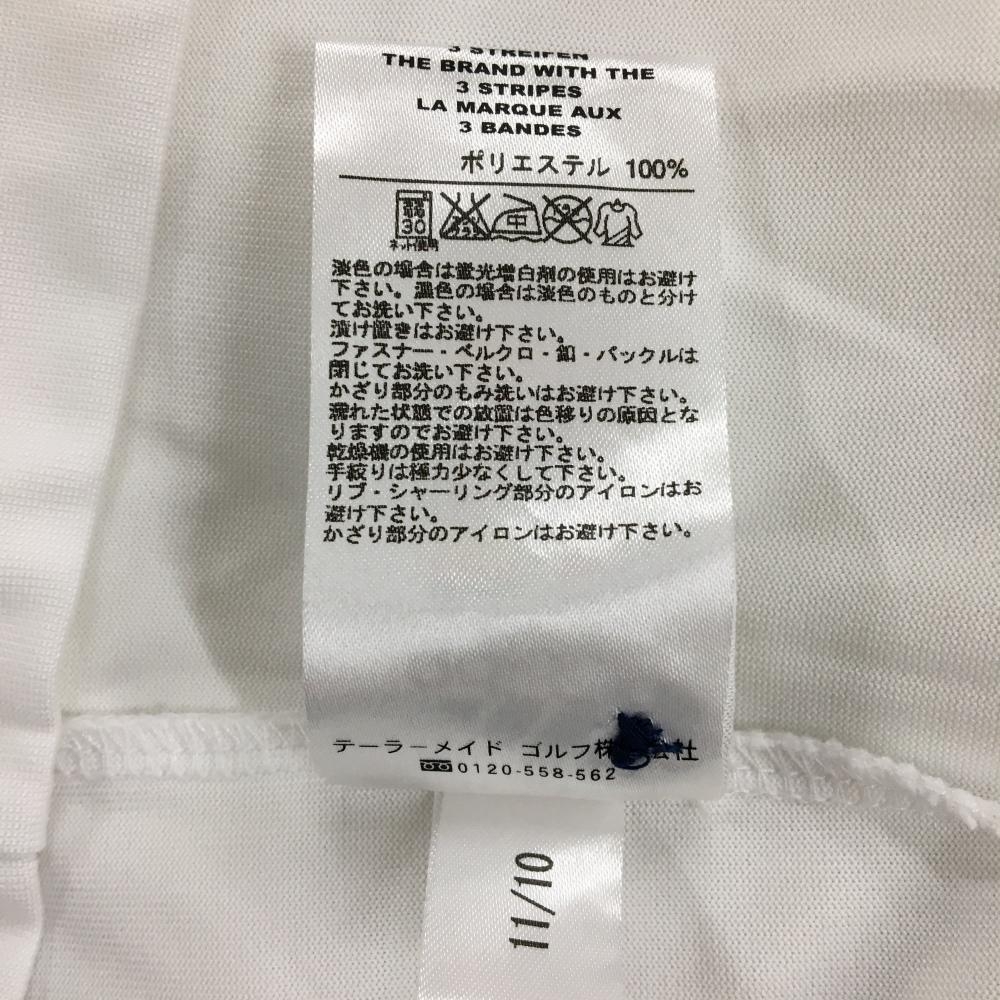 3 STREIFEN
THE BRAND WITH THE
3 STRIPES
LA MARQUE AUX
3 BANDES
ポリエステル 100%
30
中
ネット使用
淡色の場合は蛍光増白剤の使用はお避け
下さい。濃色の場合は淡色のものと分け
てお洗い下さい。
漬け置きはお避け下さい。
ファスナー・ベルクロ・釦・バックルは
閉じてお洗い下さい。
かざり部分のもみ洗いはお避け下さい。
濡れた状態での放置は色移りの原因とな
りますのでお避け下さい。
乾燥機の使用はお避け下さい。
手絞りは極力少なくして下さい。
リブ・シャーリング部分のアイロンはお
避け下さい。
かざり部分のアイロンはお避け下さい。
テーラーメイド ゴルフ株 会社
0120-558-562
11/10